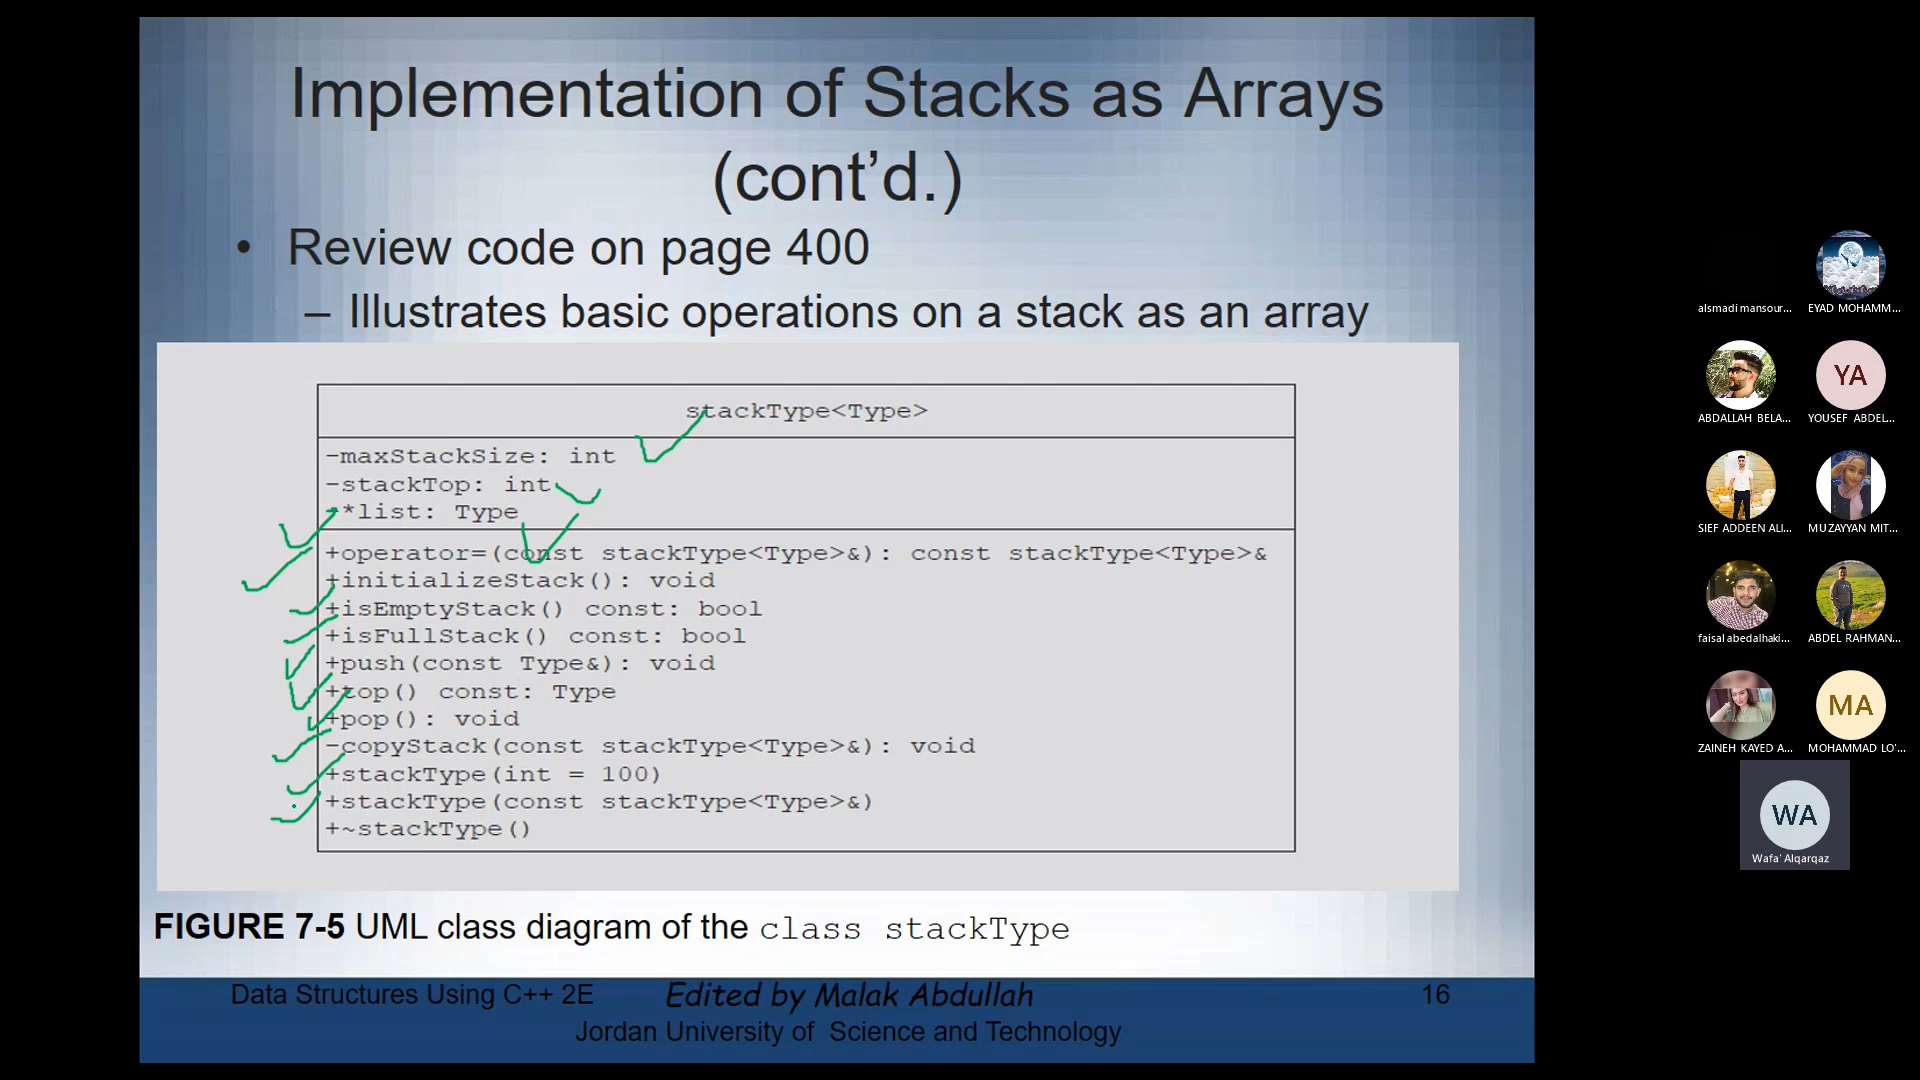 Implementation of Stacks as Arrays
(cont’d.)
• Review code on page 400
– Illustrates basic operations on a stack as an array
stackType<Type>
-maxStackSize: int
-stackTop: int
-*list: Type
+operator=(const stackType<Type>&): const stackType<Type>&
+initializeStack(): void
+isEmptyStack() const: bool
+isFullStack() const: bool
+push(const Type&): void
+top() const: Type
+pop(): void
-copyStack(const stackType<Type>&): void
+stackType(int = 100)
+stackType(const stackType<Type>&)
+~stackType()
FIGURE 7-5 UML class diagram of the class stackType
Data Structures Using C++ 2E Edited by Malak Abdullah 16
Jordan University of Science and Technology
alsmadi mansour... EYAD MOHAMM...
YA
ABDALLAH BELA... YOUSEF ABDEL...
SIEF ADDEEN ALI... MUZAYYAN MIT...
faisal abedalhaki... ABDEL RAHMAN...
MA
ZAINEH KAYED A... MOHAMMAD LO'...
WA
Wafa' Alqarqaz